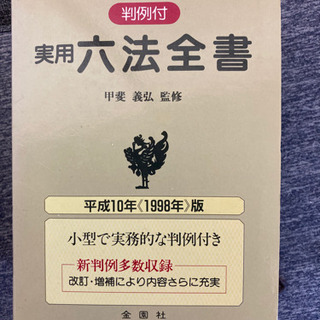 判例付
実用 六法全書
甲斐 義弘 監修
平成10年《1998年》版
小型で実務的な判例付き
新判例多数収録
改訂・増補により内容さらに充実
金園社